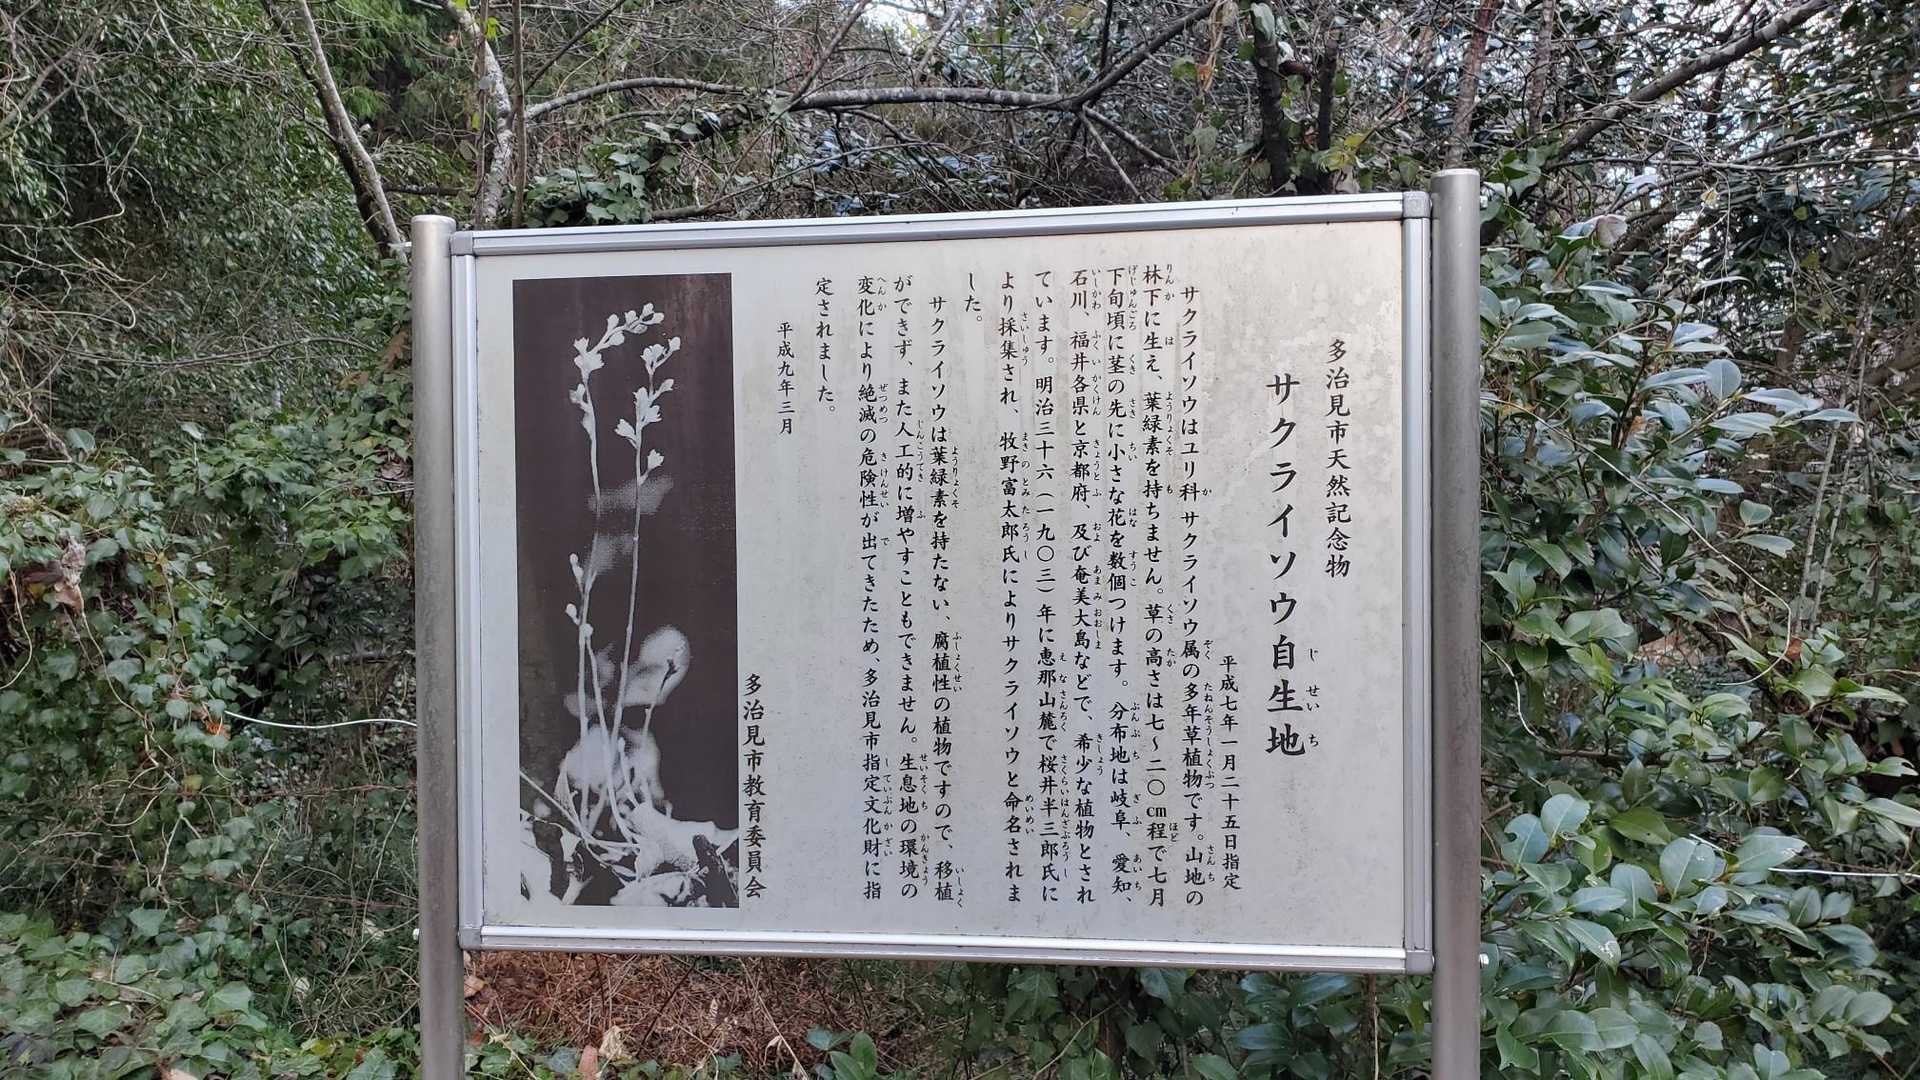 多治見市天然記念物
サクライソウ自生地
平成七年一月二十五日指定
サクライソウはユリ科サクライソウ属の多年草植物です。山地の
林下に生え、葉緑素を持ちません。草の高さは七～二〇cm程で七月
下旬頃に茎の先に小さな花を数個つけます。分布地は岐阜、愛知、
石川、福井各県と京都府、及び奄美大島などで、希少な植物とされ
ています。明治三十六(一九〇三)年に恵那山麓で桜井半三郎氏に
より採集され、牧野富太郎氏によりサクライソウと命名されま
した。
サクライソウは葉緑素を持たない、腐植性の植物ですので、移植
ができず、また人工的に増やすこともできません。生息地の環境の
変化により絶滅の危険性が出てきたため、多治見市指定文化財に指
定されました。
平成九年三月
多治見市教育委員会